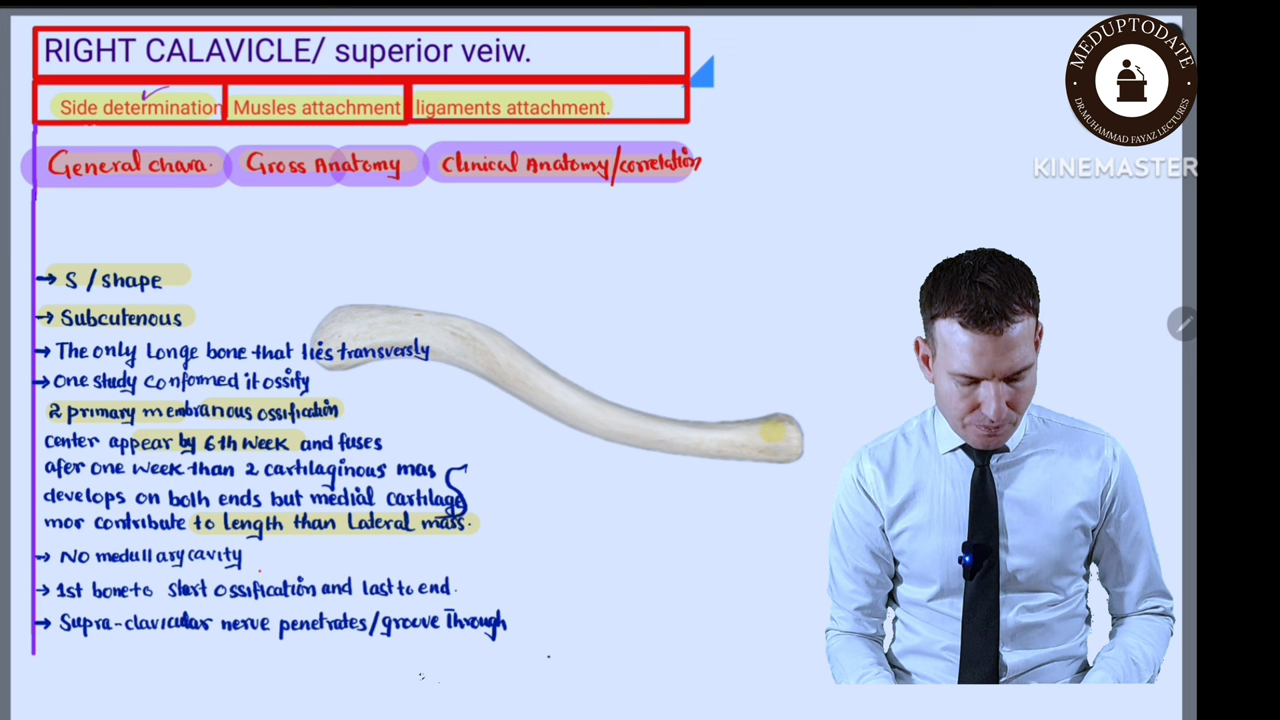 RIGHT CALAVICLE/ superior veiw.
Side determination Musles attachment ligaments attachment.
General chara. Gross Anatomy Clinical Anatomy/correlation
→ S/shape
→ Subcutenous
→ The only Longe bone that lies transversly
→ One study conformed it ossify
2 primary membranous ossification
center appear by 6th week and fuses
afer one week than 2 cartilaginous mas
develops on both ends but medial cartilage
mor contribute to length than Lateral mass.
→ NO medullary cavity
→ 1st bone to start ossification and last to end.
→ Supra-clavicular nerve penetrates/groove Through
MEDUPTODATE
DR.MUHAMMAD FAYAZ LECTURES
KINEMASTER